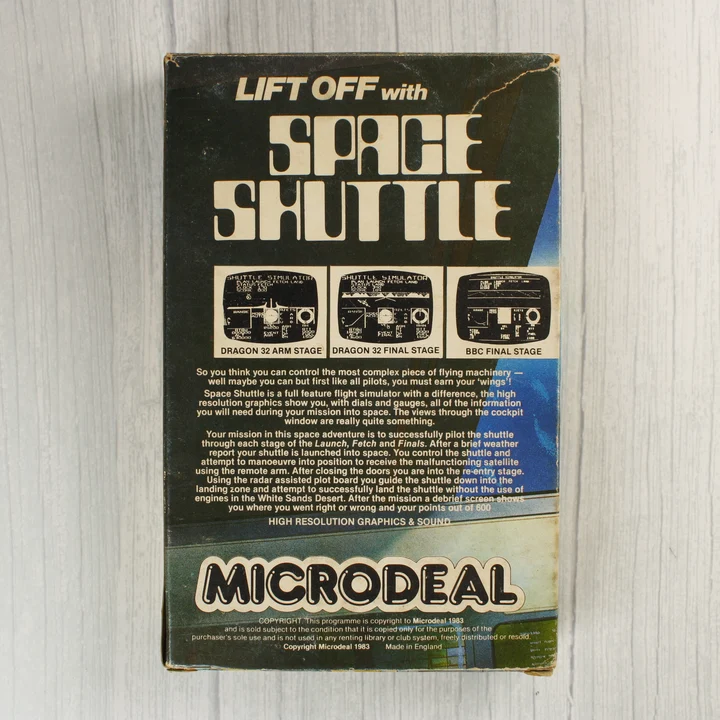 LIFT OFF with
SPACE
SHUTTLE
SHUTTLE SIMULATOR
SHUTTLE SIMULATOR
DRAGON 32 ARM STAGE
DRAGON 32 FINAL STAGE
BBC FINAL STAGE
So you think you can control the most complex piece of flying machinery —
well maybe you can but first like all pilots, you must earn your ‘wings’!
Space Shuttle is a full feature flight simulator with a difference, the high
resolution graphics show you, with dials and gauges, all of the information
you will need during your mission into space. The views through the cockpit
window are really quite something.
Your mission in this space adventure is to successfully pilot the shuttle
through each stage of the Launch, Fetch and Finals. After a brief weather
report your shuttle is launched into space. You control the shuttle and
attempt to manoeuvre into position to receive the malfunctioning satellite
using the remote arm. After closing the doors you are into the re-entry stage.
Using the radar assisted plot board you guide the shuttle down into the
landing zone and attempt to successfully land the shuttle without the use of
engines in the White Sands Desert. After the mission a debrief screen shows
you where you went right or wrong and your points out of 600
HIGH RESOLUTION GRAPHICS & SOUND
MICRODEAL
COPYRIGHT This programme is copyright to Microdeal 1983
and is sold subject to the condition that it is copied only for the purposes of the
purchaser's sole use and is not used in any renting library or club system, freely distributed or resold.
Copyright Microdeal 1983 Made in England